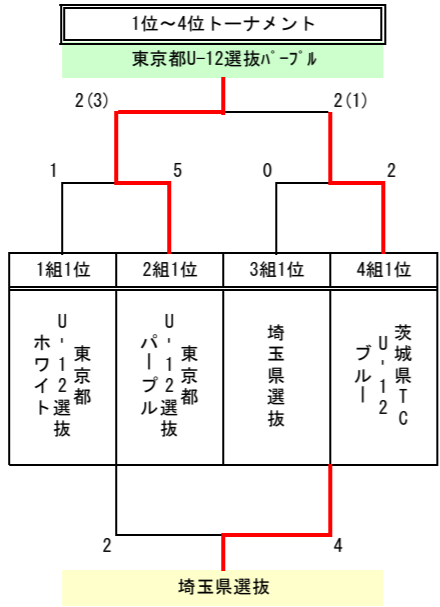 1位～4位トーナメント
東京都U-12選抜ﾊﾟｰﾌﾟﾙ
2(3)
2(1)
1
5
0
2
1組1位
2組1位
3組1位
4組1位
東京都
U'12選抜
ホワイト
東京都
U'12選抜
パープル
埼玉県選抜
茨城県TC
U'12
ブルー
2
4
埼玉県選抜